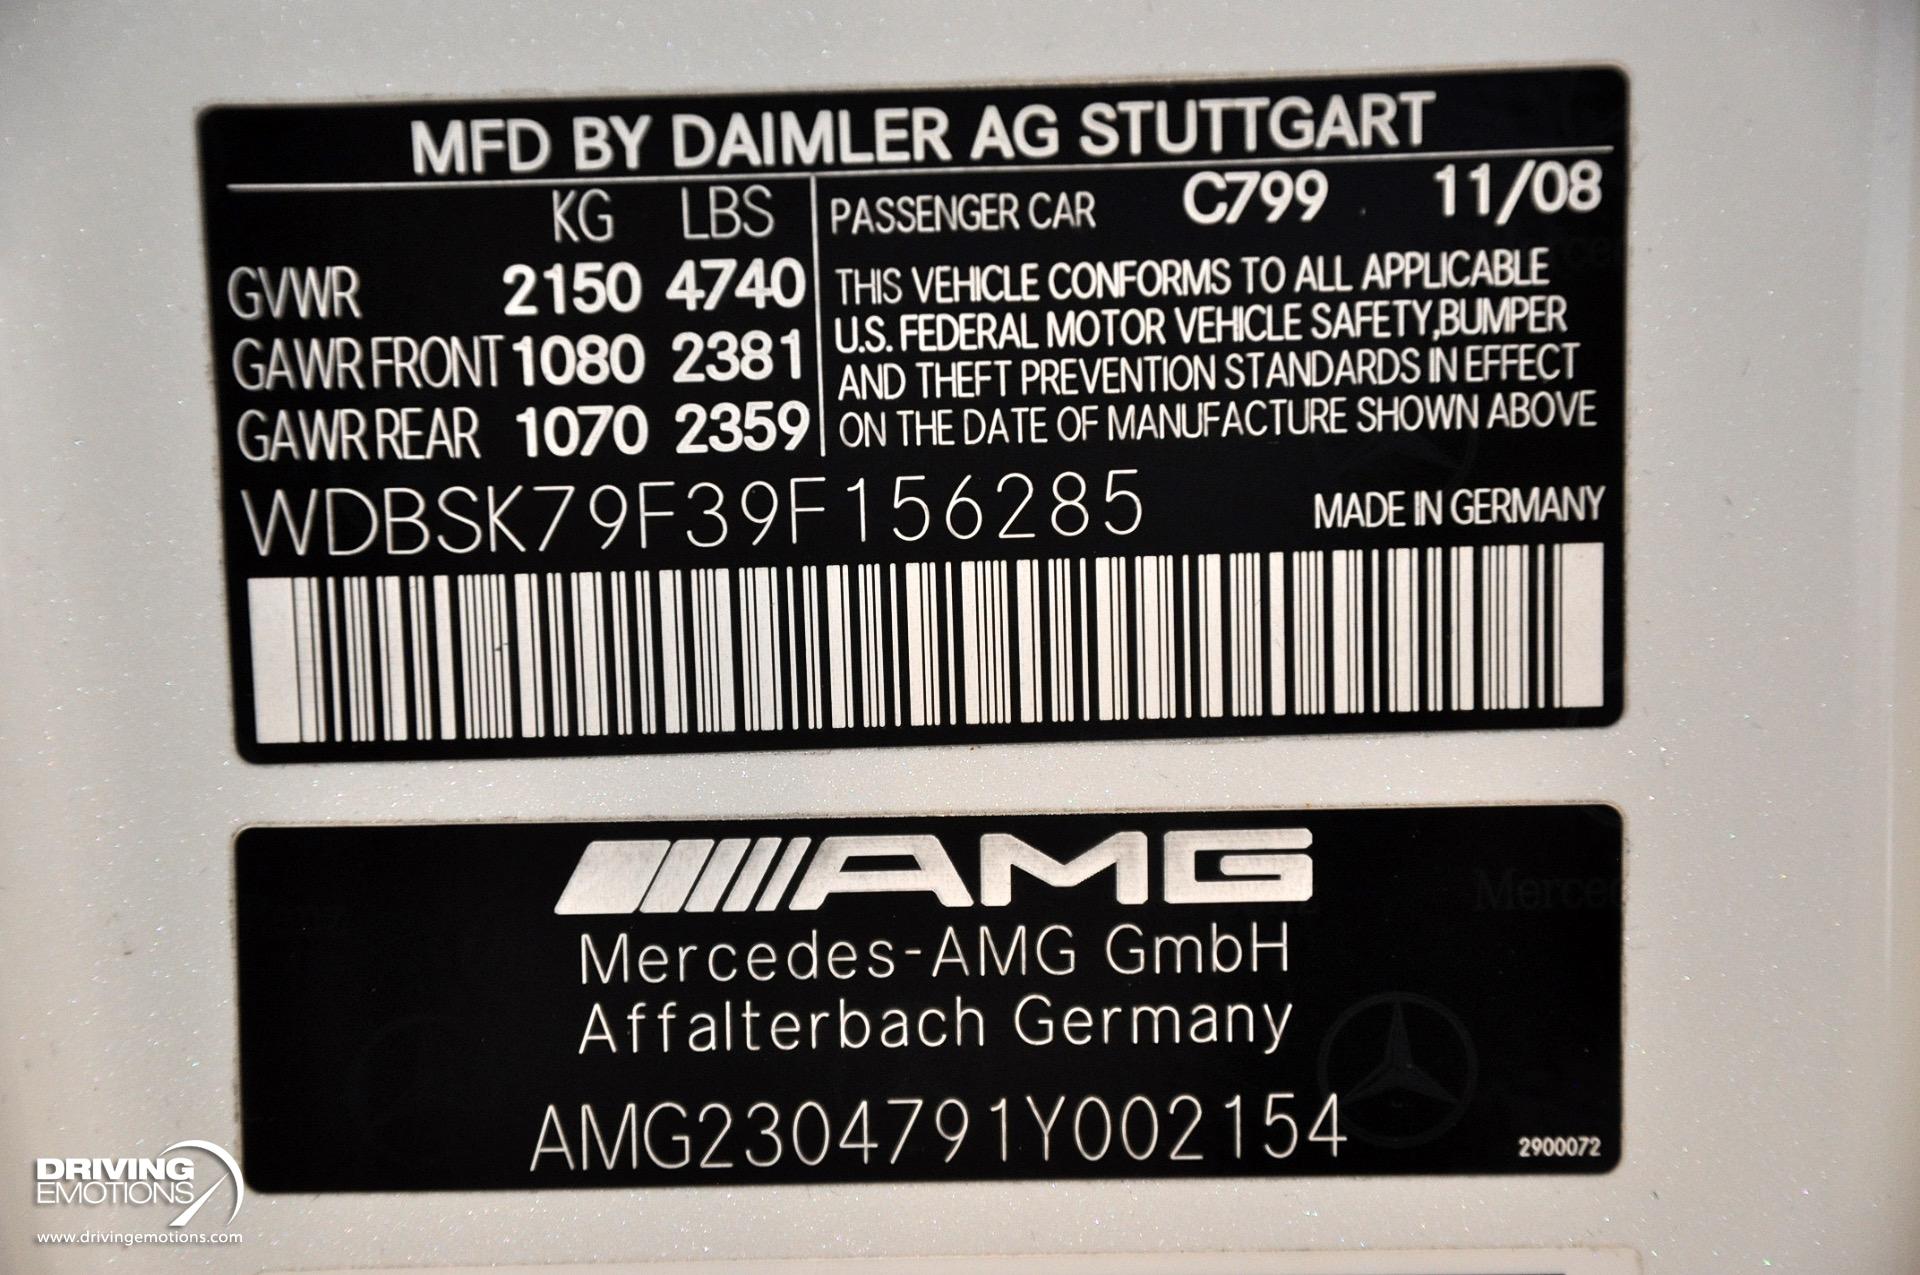 MFD BY DAIMLER AG STUTTGART
KG LBS
GVWR 2150 4740
GAWR FRONT 1080 2381
GAWR REAR 1070 2359
PASSENGER CAR C799 11/08
THIS VEHICLE CONFORMS TO ALL APPLICABLE
U.S. FEDERAL MOTOR VEHICLE SAFETY,BUMPER
AND THEFT PREVENTION STANDARDS IN EFFECT
ON THE DATE OF MANUFACTURE SHOWN ABOVE
WDBSK79F39F156285
MADE IN GERMANY
AMG
Mercedes-AMG GmbH
Affalterbach Germany
AMG2304791Y002154
2900072
DRIVING
EMOTIONS
www.drivingemotions.com